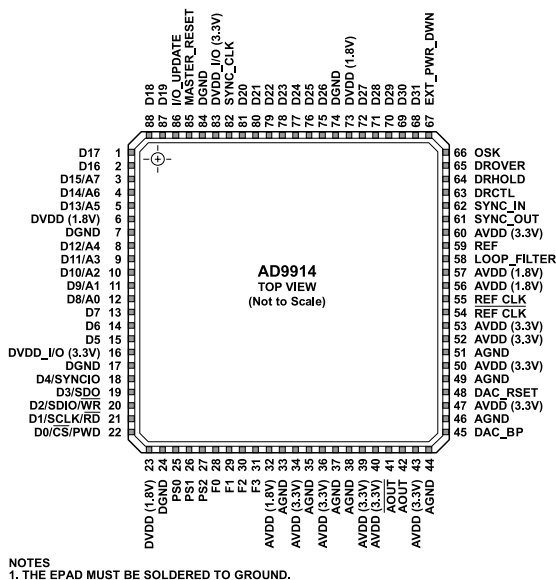 88 D18
87 D19
86 I/O_UPDATE
85 MASTER_RESET
84 DGND
83 DVDD_I/O (3.3V)
82 SYNC_CLK
81 D20
80 D21
79 D22
78 D23
77 D24
76 D25
75 D26
74 DGND
73 DVDD (1.8V)
72 D27
71 D28
70 D29
69 D30
68 D31
67 EXT_PWR_DWN
D17 1
D16 2
D15/A7 3
D14/A6 4
D13/A5 5
DVDD (1.8V) 6
DGND 7
D12/A4 8
D11/A3 9
D10/A2 10
D9/A1 11
D8/A0 12
D7 13
D6 14
D5 15
DVDD_I/O (3.3V) 16
DGND 17
D4/SYNCIO 18
D3/SDO 19
D2/SDIO/WR 20
D1/SCLK/RD 21
D0/CS/PWD 22
AD9914
TOP VIEW
(Not to Scale)
66 OSK
65 DROVER
64 DRHOLD
63 DRCTL
62 SYNC_IN
61 SYNC_OUT
60 AVDD (3.3V)
59 REF
58 LOOP_FILTER
57 AVDD (1.8V)
56 AVDD (1.8V)
55 REF CLK
54 REF CLK
53 AVDD (3.3V)
52 AVDD (3.3V)
51 AGND
50 AVDD (3.3V)
49 AGND
48 DAC_RSET
47 AVDD (3.3V)
46 AGND
45 DAC_BP
DVDD (1.8V) 23
DGND 24
PS0 25
PS1 26
PS2 27
F0 28
F1 29
F2 30
F3 31
AVDD (1.8V) 32
AGND 33
AVDD (3.3V) 34
AGND 35
AVDD (3.3V) 36
AGND 37
AGND 38
AVDD (3.3V) 39
AVDD (3.3V) 40
AOUT 41
AOUT 42
AVDD (3.3V) 43
AGND 44
NOTES
1. THE EPAD MUST BE SOLDERED TO GROUND.